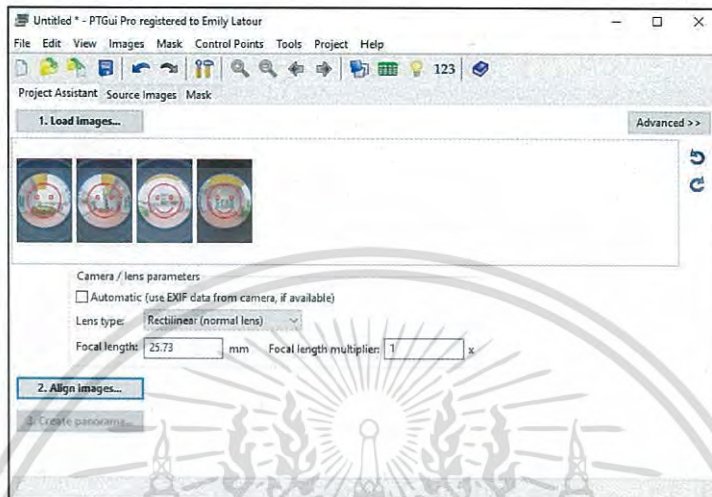 Untitled * - PTGui Pro registered to Emily Latour
File Edit View Images Mask Control Points Tools Project Help
123
Project Assistant Source Images Mask
1. Load images...
Advanced >>
Camera / lens parameters
Automatic (use EXIF data from camera, if available)
Lens type: Rectilinear (normal lens)
Focal length: 25.73 mm Focal length multiplier: 1 x
2. Align images...
3. Create panorama...